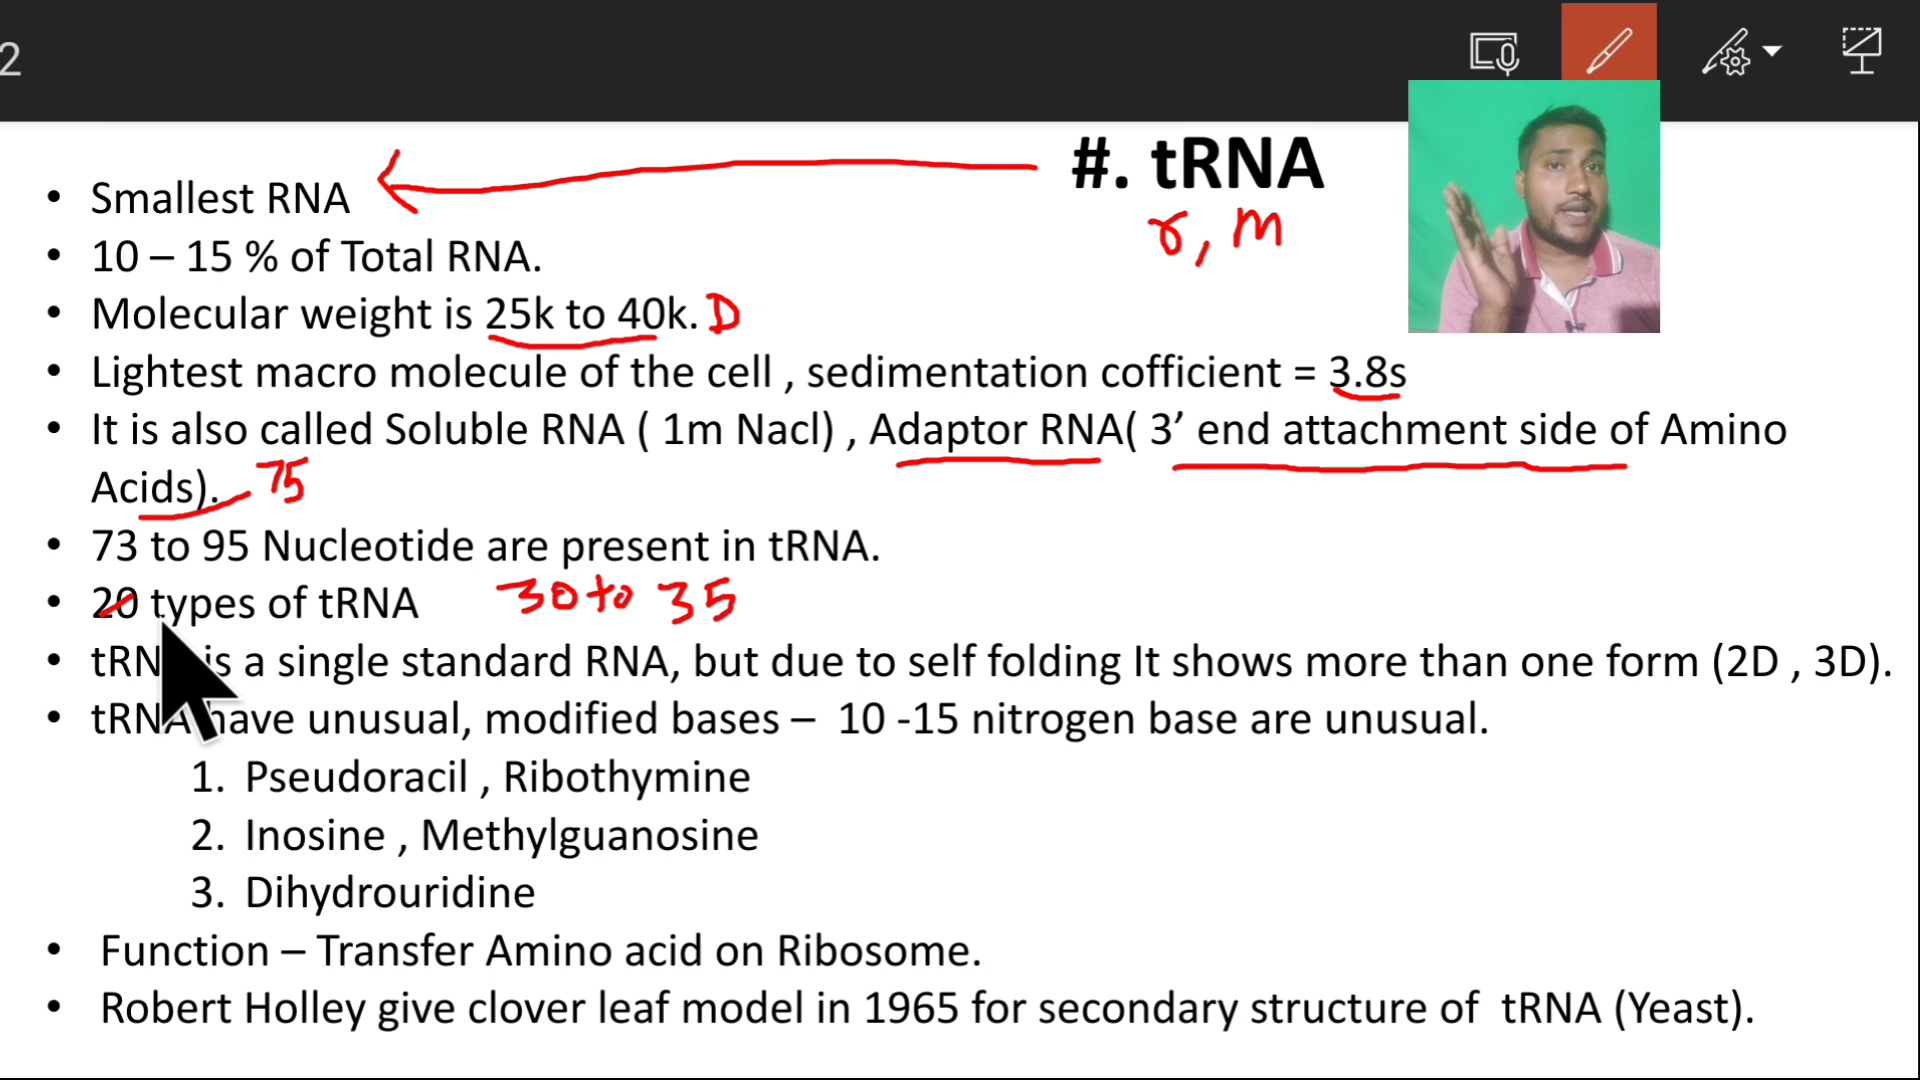 2
#. tRNA
r, m
• Smallest RNA
• 10 – 15 % of Total RNA.
• Molecular weight is 25k to 40k. D
• Lightest macro molecule of the cell , sedimentation cofficient = 3.8s
• It is also called Soluble RNA ( 1m Nacl) , Adaptor RNA( 3’ end attachment side of Amino
Acids). 75
• 73 to 95 Nucleotide are present in tRNA.
• 20 types of tRNA 30 to 35
• tRNA is a single standard RNA, but due to self folding It shows more than one form (2D , 3D).
• tRNA have unusual, modified bases – 10 -15 nitrogen base are unusual.
1. Pseudoracil , Ribothymine
2. Inosine , Methylguanosine
3. Dihydrouridine
• Function – Transfer Amino acid on Ribosome.
• Robert Holley give clover leaf model in 1965 for secondary structure of tRNA (Yeast).